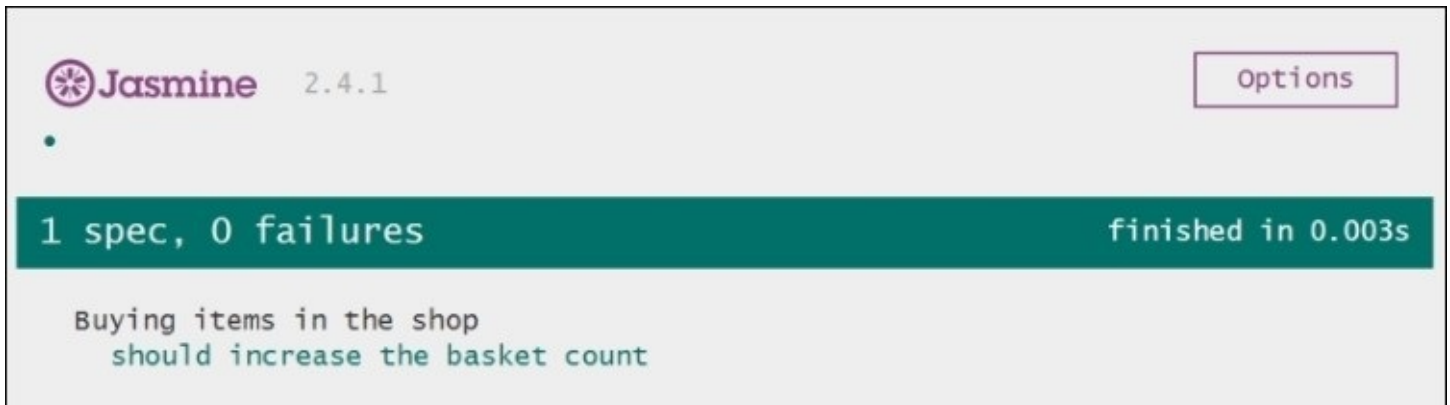 Jasmine 2.4.1
Options
1 spec, 0 failures
finished in 0.003s
Buying items in the shop
should increase the basket count